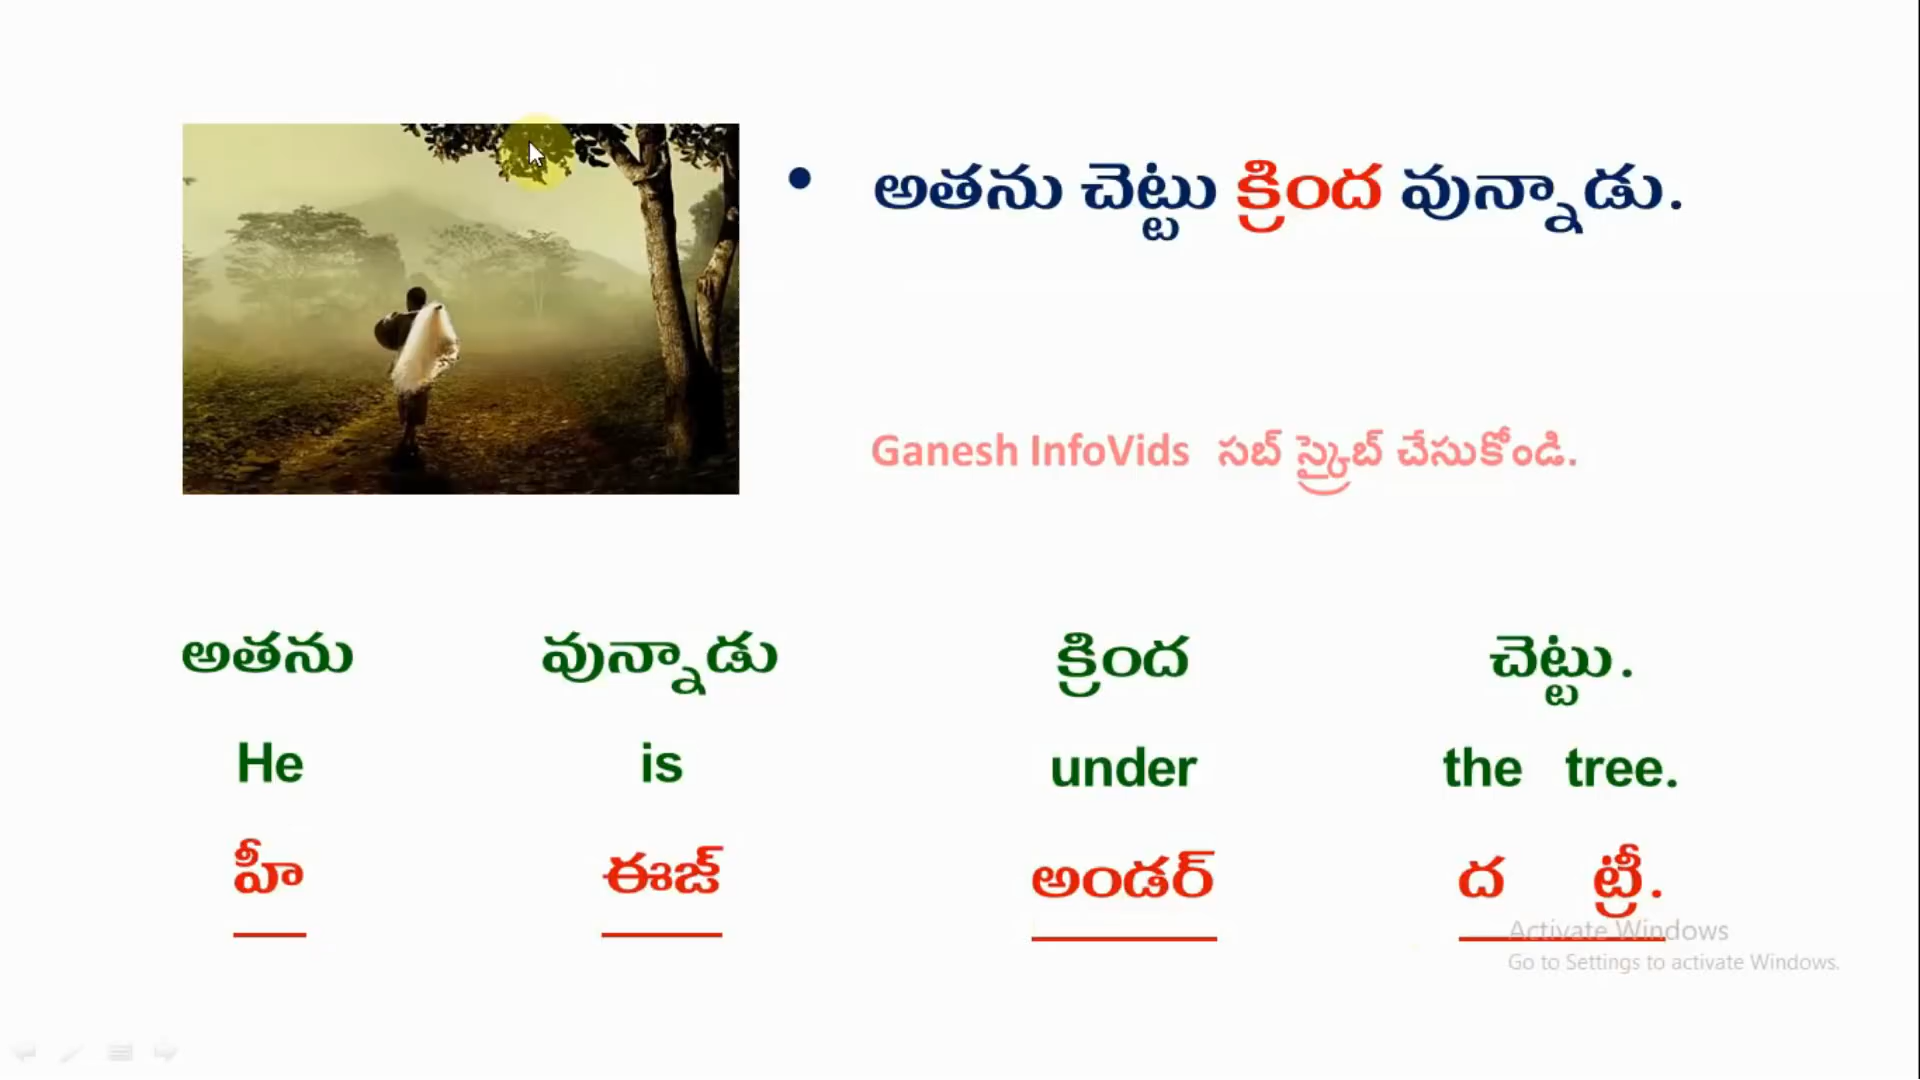 • అతను చెట్టు క్రింద వున్నాడు.
Ganesh InfoVids సబ్ స్క్రైబ్ చేసుకోండి.
అతను వున్నాడు క్రింద చెట్టు.
He is under the tree.
హీ ఈజ్ అండర్ ద ట్రీ.
Activate Windows
Go to Settings to activate Windows.